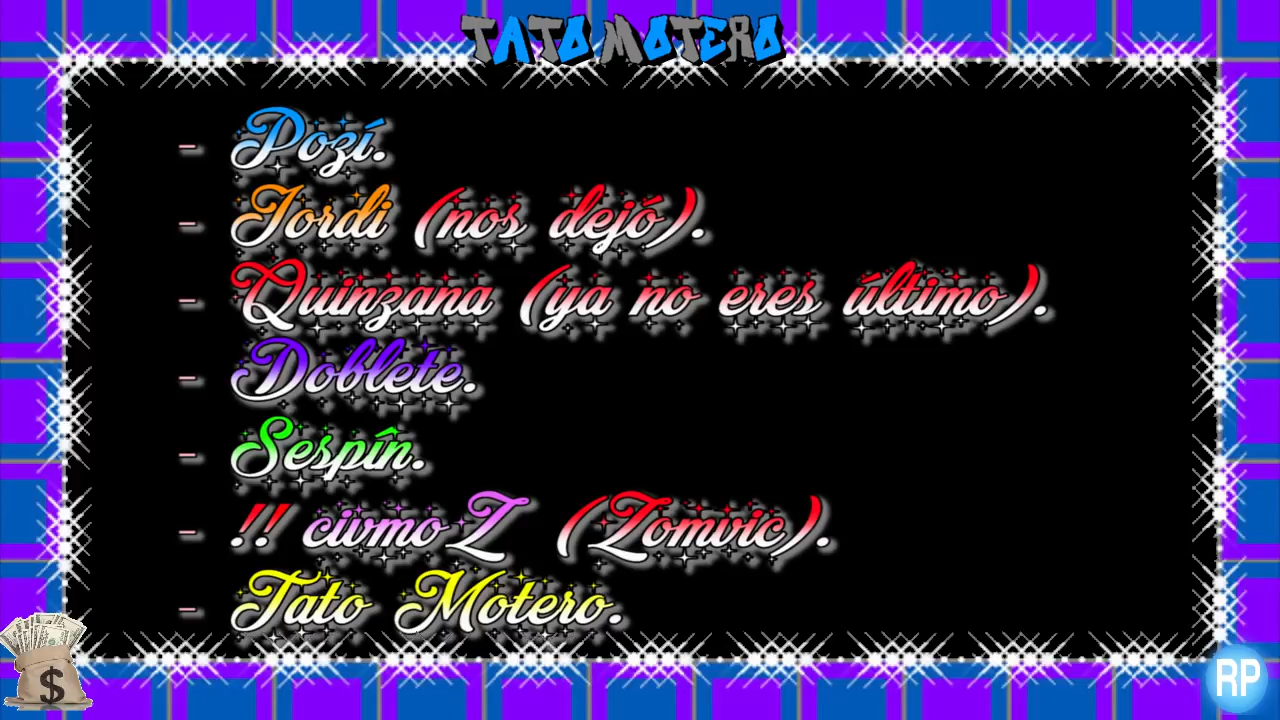 TATO MOTERO
- Pozí.
- Jordi (nos dejó).
- Quinzana (ya no eres último).
- Doblete.
- Sespín.
- !! civmoZ (Zomvic).
- Tato Motero.
$
RP